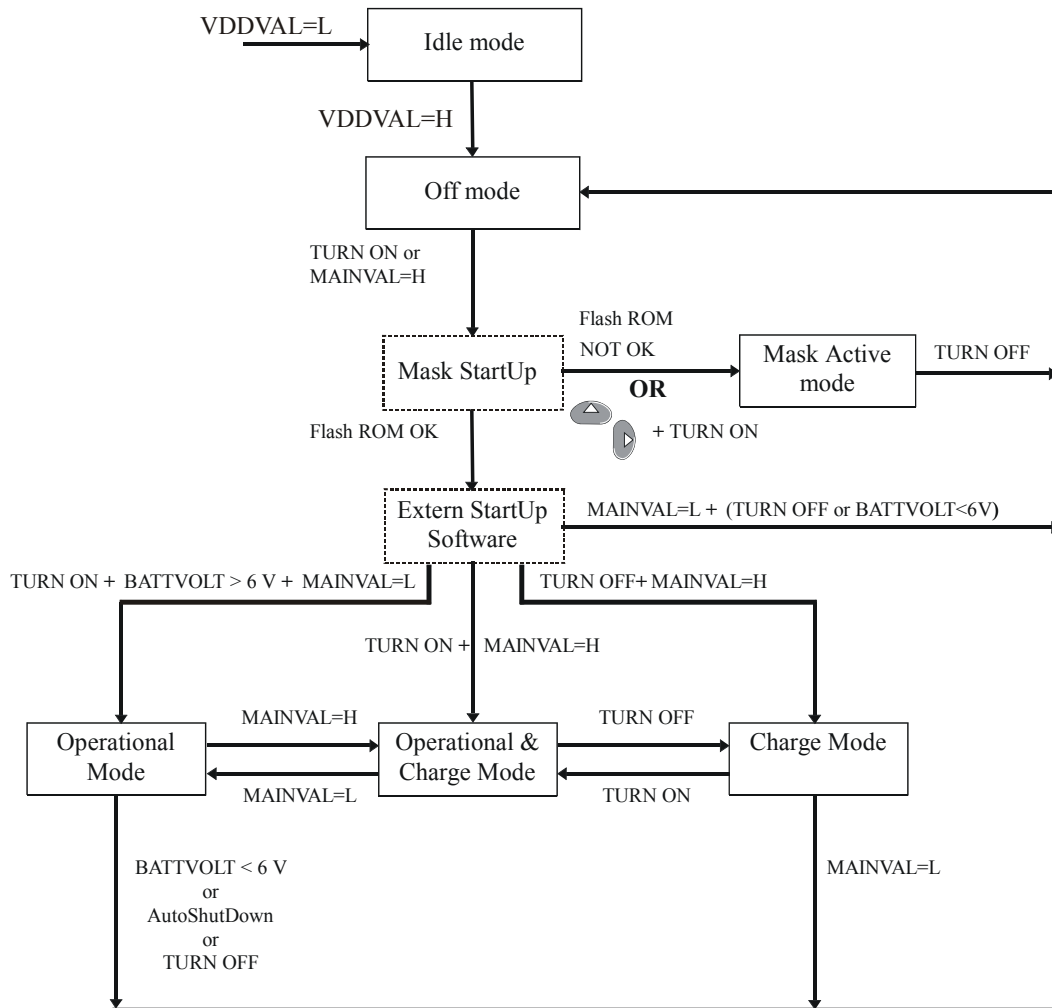 VDDVAL=L
Idle mode
VDDVAL=H
Off mode
TURN ON or
MAINVAL=H
Mask StartUp
Flash ROM
NOT OK
OR
+ TURN ON
Mask Active
mode
TURN OFF
Flash ROM OK
Extern StartUp
Software
MAINVAL=L + (TURN OFF or BATTVOLT<6V)
TURN ON + BATTVOLT > 6 V + MAINVAL=L
TURN OFF+ MAINVAL=H
TURN ON + MAINVAL=H
Operational
Mode
MAINVAL=H
MAINVAL=L
Operational &
Charge Mode
TURN OFF
TURN ON
Charge Mode
BATTVOLT < 6 V
or
AutoShutDown
or
TURN OFF
MAINVAL=L